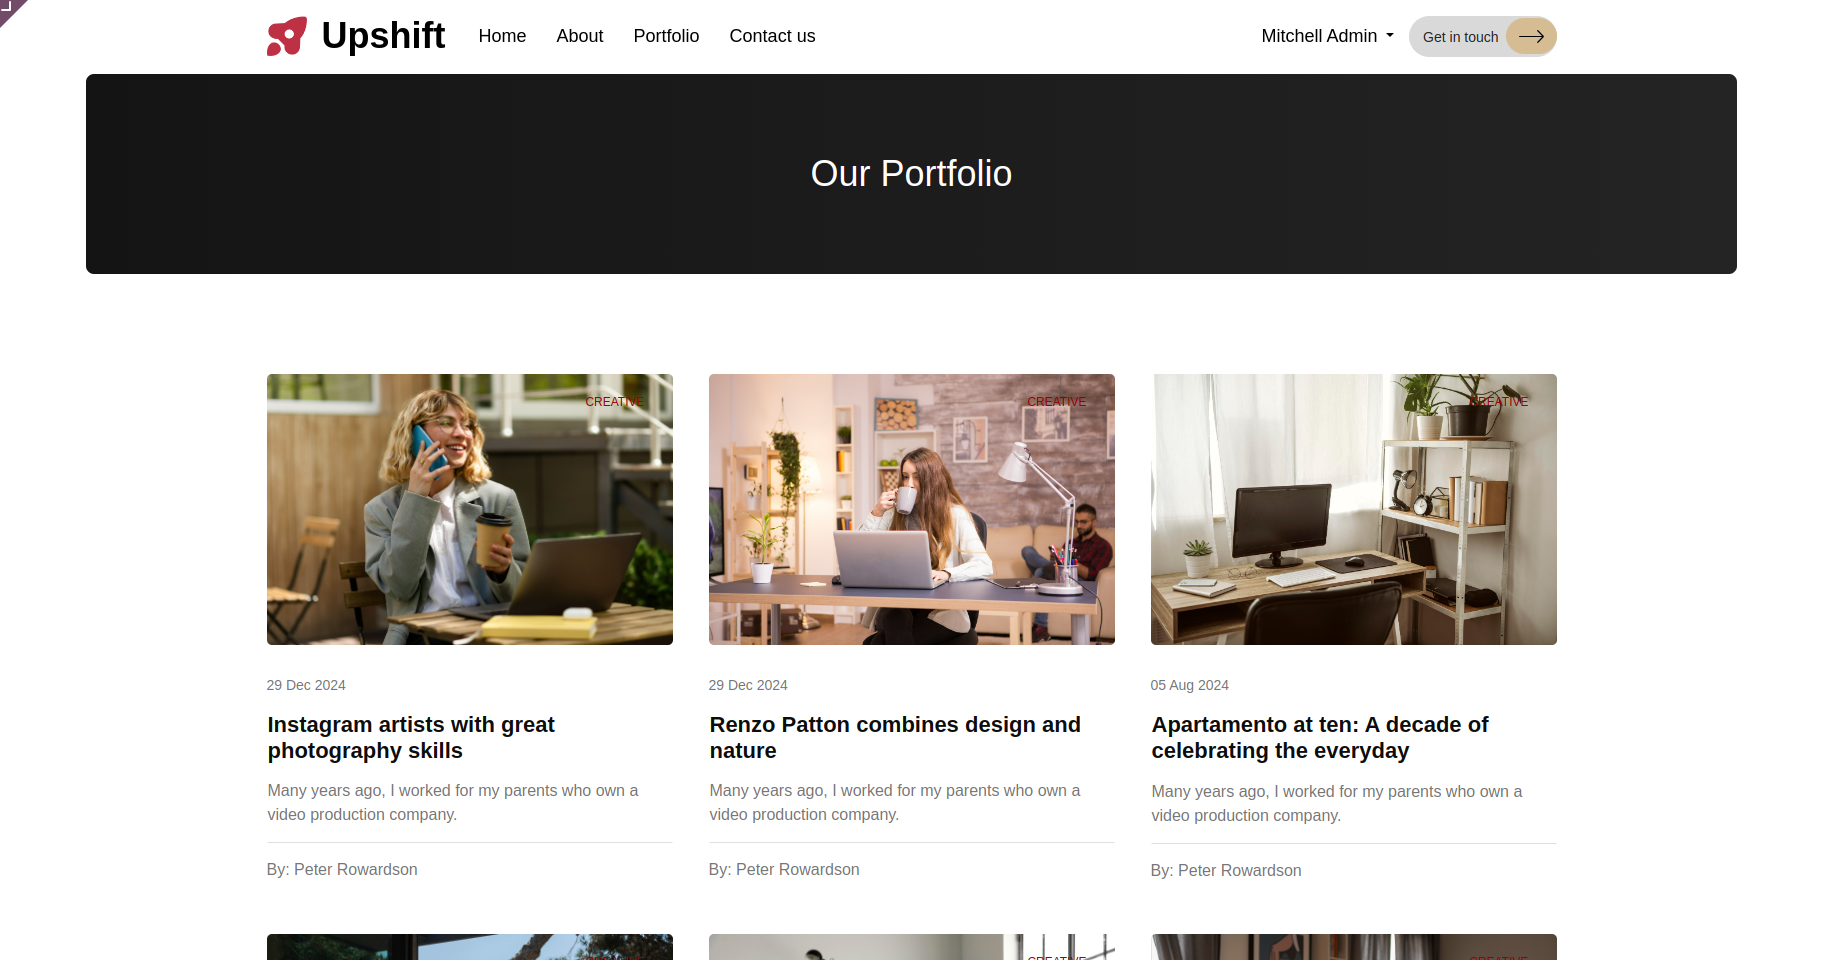 Upshift
Home
About
Portfolio
Contact us
Mitchell Admin
Get in touch
Our Portfolio
CREATIVE
CREATIVE
CREATIVE
29 Dec 2024
Instagram artists with great
photography skills
Many years ago, I worked for my parents who own a
video production company.
By: Peter Rowardson
29 Dec 2024
Renzo Patton combines design and
nature
Many years ago, I worked for my parents who own a
video production company.
By: Peter Rowardson
05 Aug 2024
Apartamento at ten: A decade of
celebrating the everyday
Many years ago, I worked for my parents who own a
video production company.
By: Peter Rowardson
CREATIVE
CREATIVE
CREATIVE